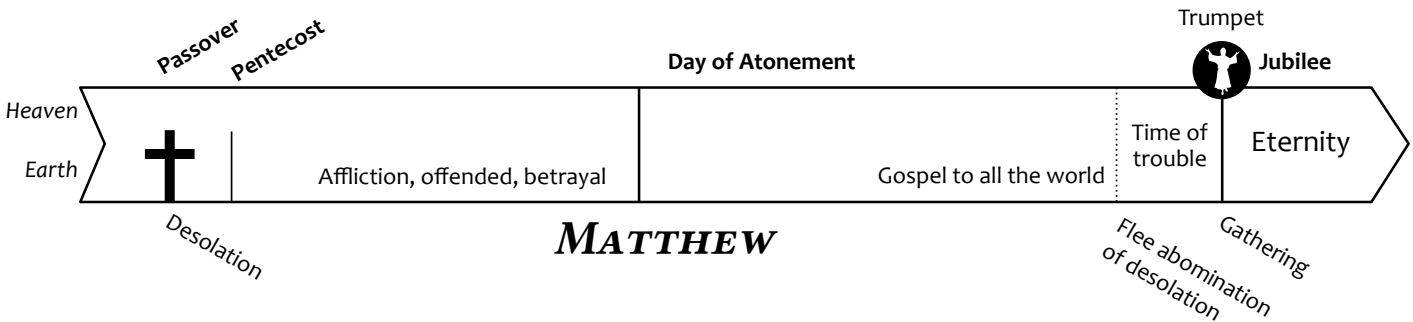 Trumpet
Passover
Pentecost
Day of Atonement
Jubilee
Heaven
Earth
Affliction, offended, betrayal
Gospel to all the world
Time of
trouble
Eternity
Desolation
MATTHEW
Flee abomination
of desolation
Gathering